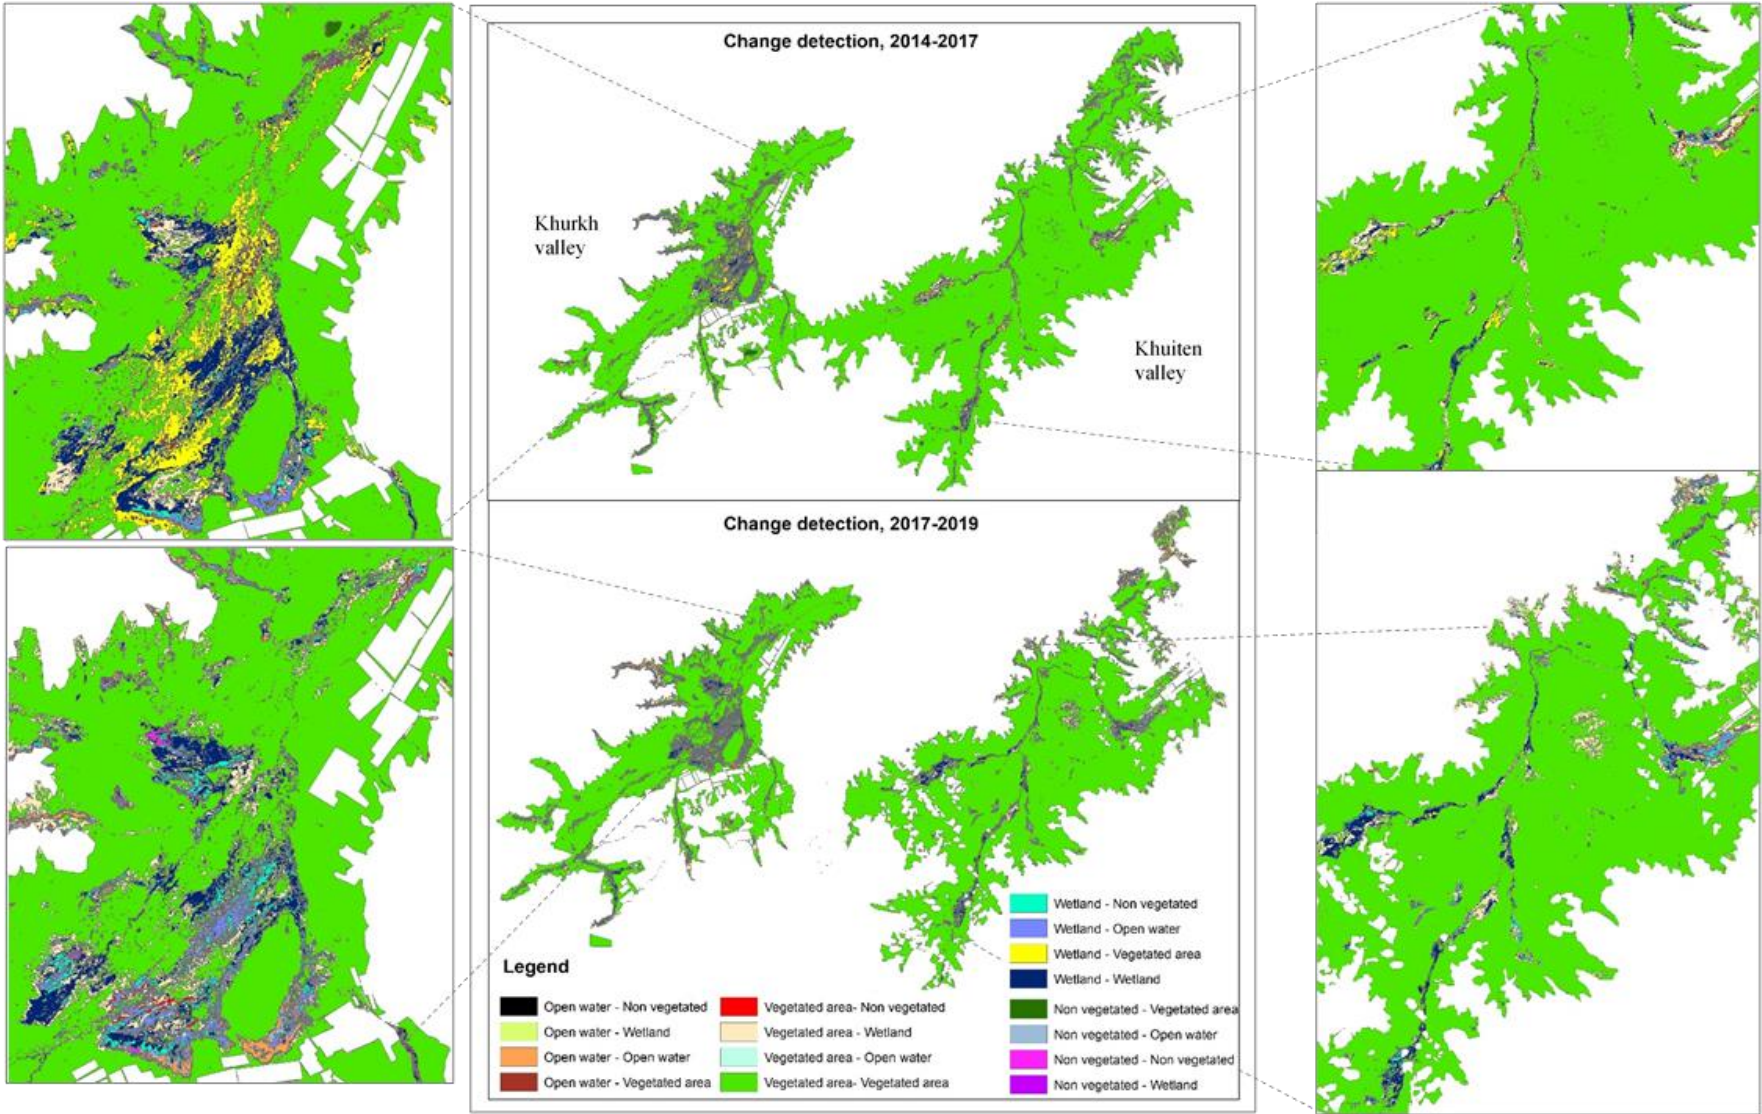 Change detection, 2014-2017
Khurkh
valley
Khuiten
valley
Change detection, 2017-2019
Legend
Open water - Non vegetated
Open water - Wetland
Open water - Open water
Open water - Vegetated area
Vegetated area- Non vegetated
Vegetated area - Wetland
Vegetated area - Open water
Vegetated area- Vegetated area
Wetland - Non vegetated
Wetland - Open water
Wetland - Vegetated area
Wetland - Wetland
Non vegetated - Vegetated area
Non vegetated - Open water
Non vegetated - Non vegetated
Non vegetated - Wetland